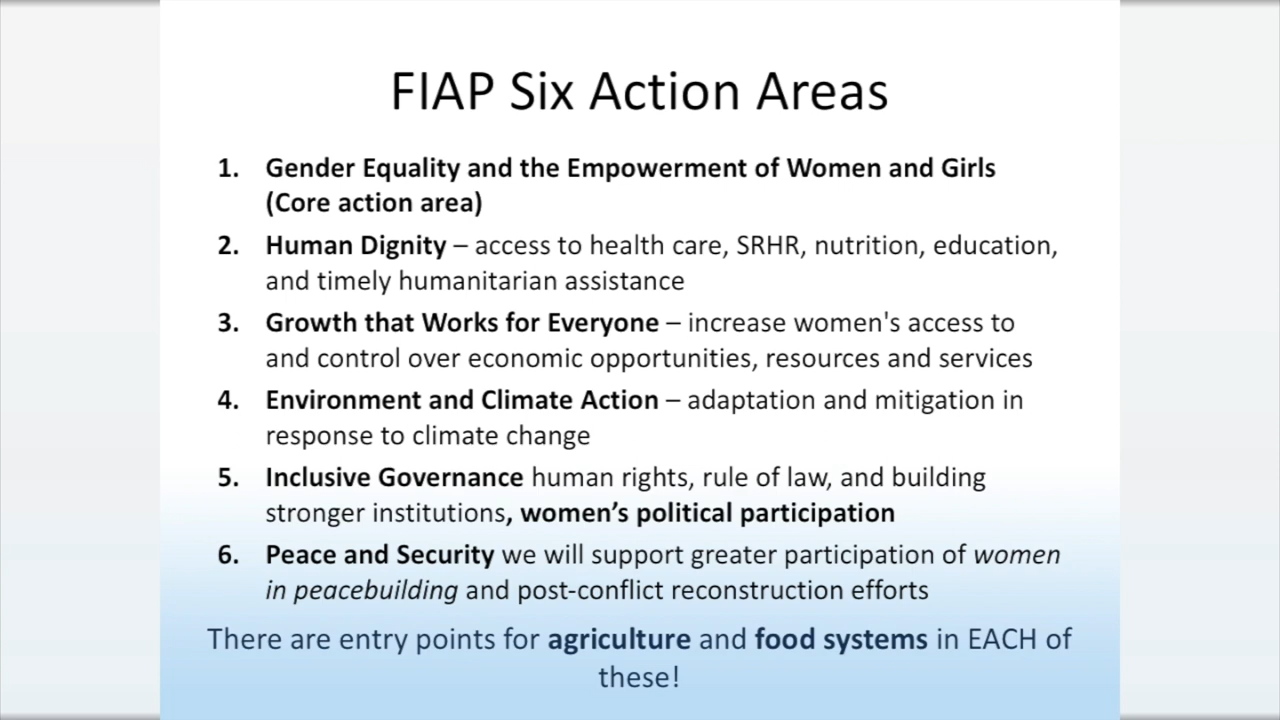 FIAP Six Action Areas
1. Gender Equality and the Empowerment of Women and Girls
(Core action area)
2. Human Dignity – access to health care, SRHR, nutrition, education,
and timely humanitarian assistance
3. Growth that Works for Everyone – increase women's access to
and control over economic opportunities, resources and services
4. Environment and Climate Action – adaptation and mitigation in
response to climate change
5. Inclusive Governance human rights, rule of law, and building
stronger institutions, women’s political participation
6. Peace and Security we will support greater participation of women
in peacebuilding and post-conflict reconstruction efforts
There are entry points for agriculture and food systems in EACH of
these!